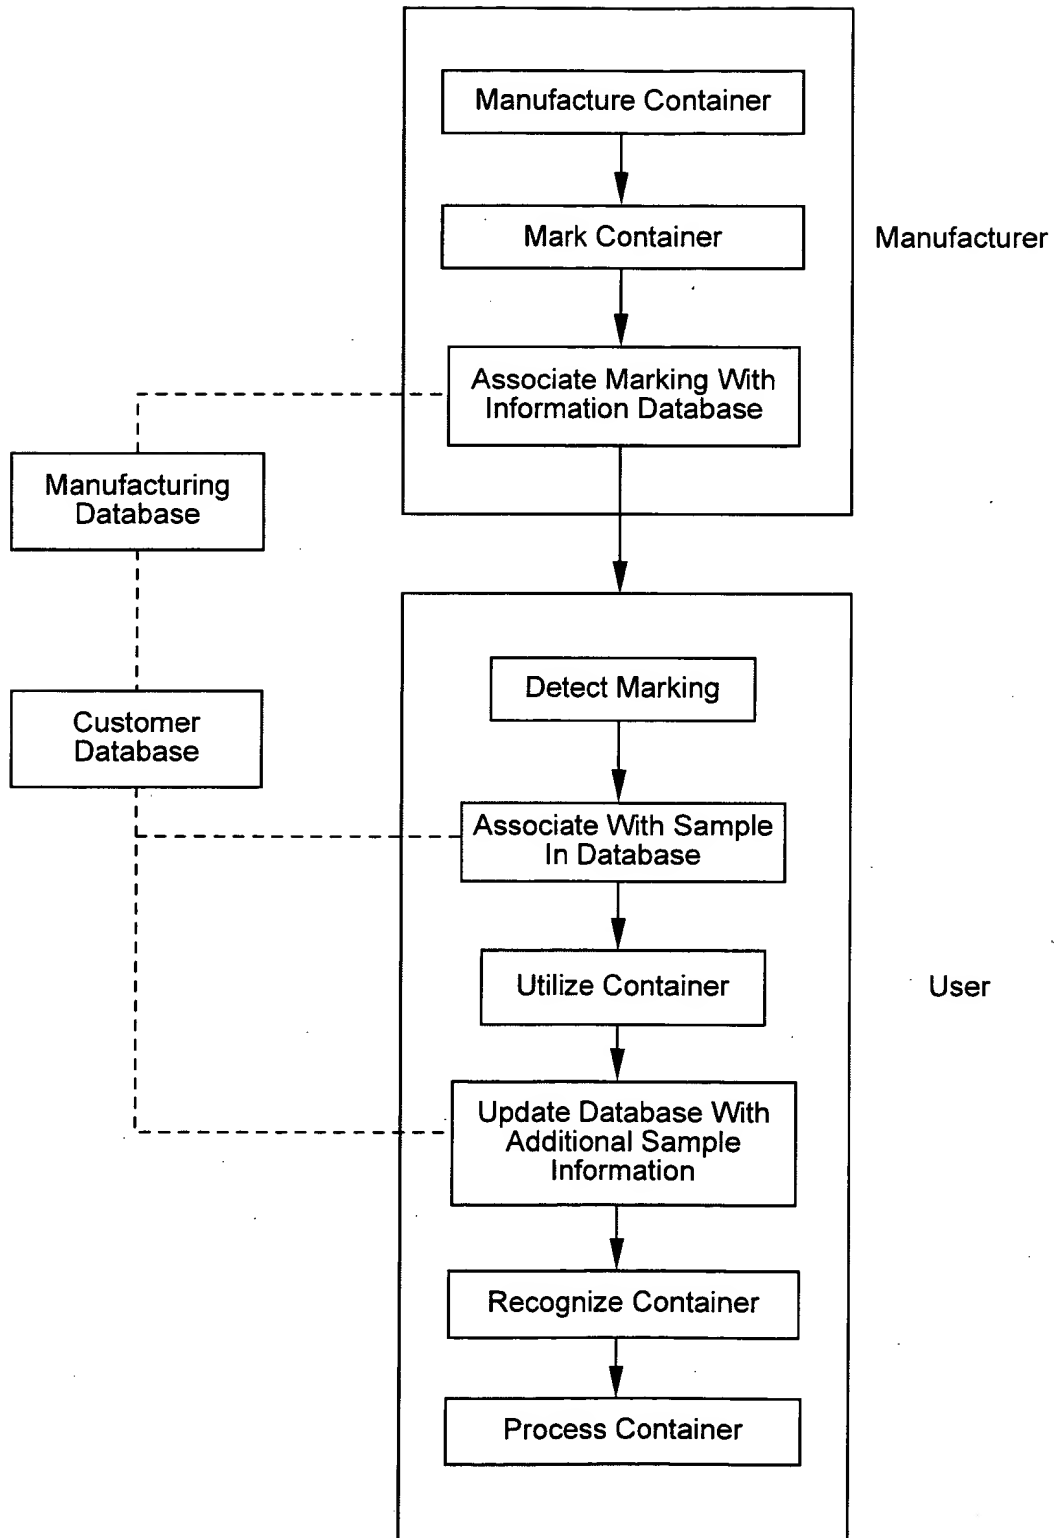 Manufacture Container
Mark Container
Manufacturer
Associate Marking With
Information Database
Manufacturing
Database
Customer
Database
Detect Marking
Associate With Sample
In Database
Utilize Container
User
Update Database With
Additional Sample
Information
Recognize Container
Process Container